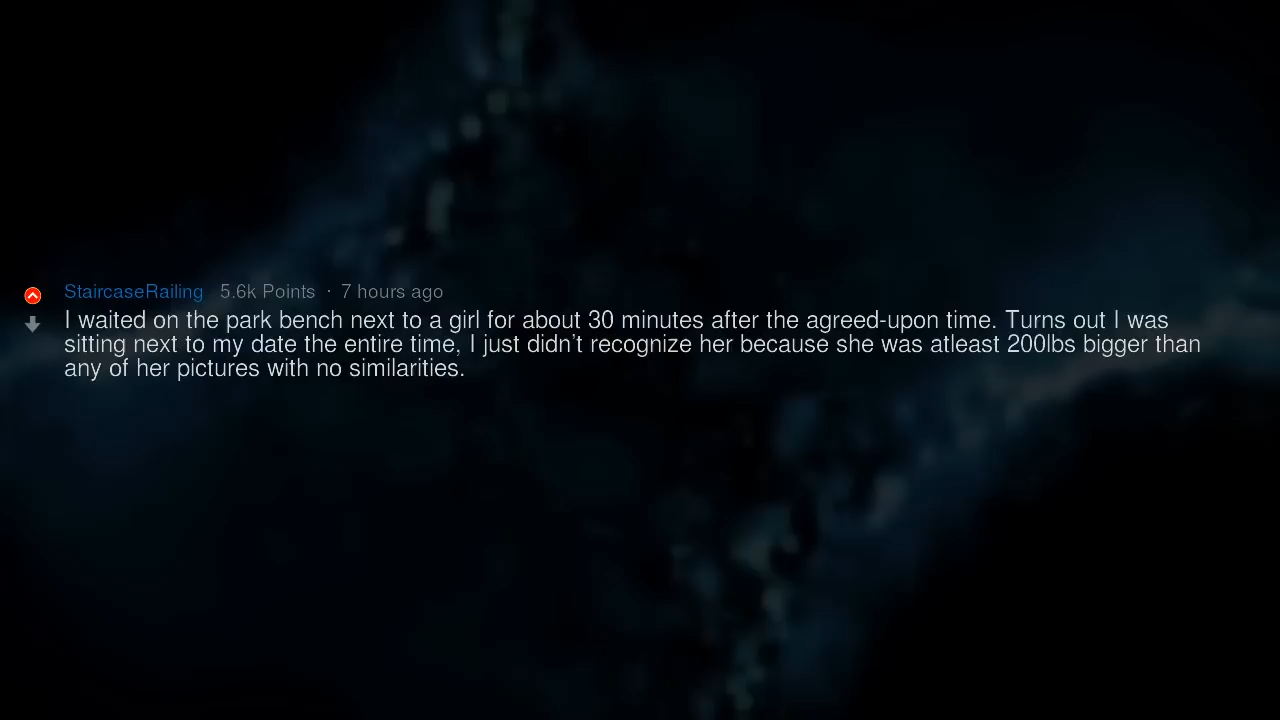 StaircaseRailing 5.6k Points · 7 hours ago
I waited on the park bench next to a girl for about 30 minutes after the agreed-upon time. Turns out I was
sitting next to my date the entire time, I just didn’t recognize her because she was atleast 200lbs bigger than
any of her pictures with no similarities.